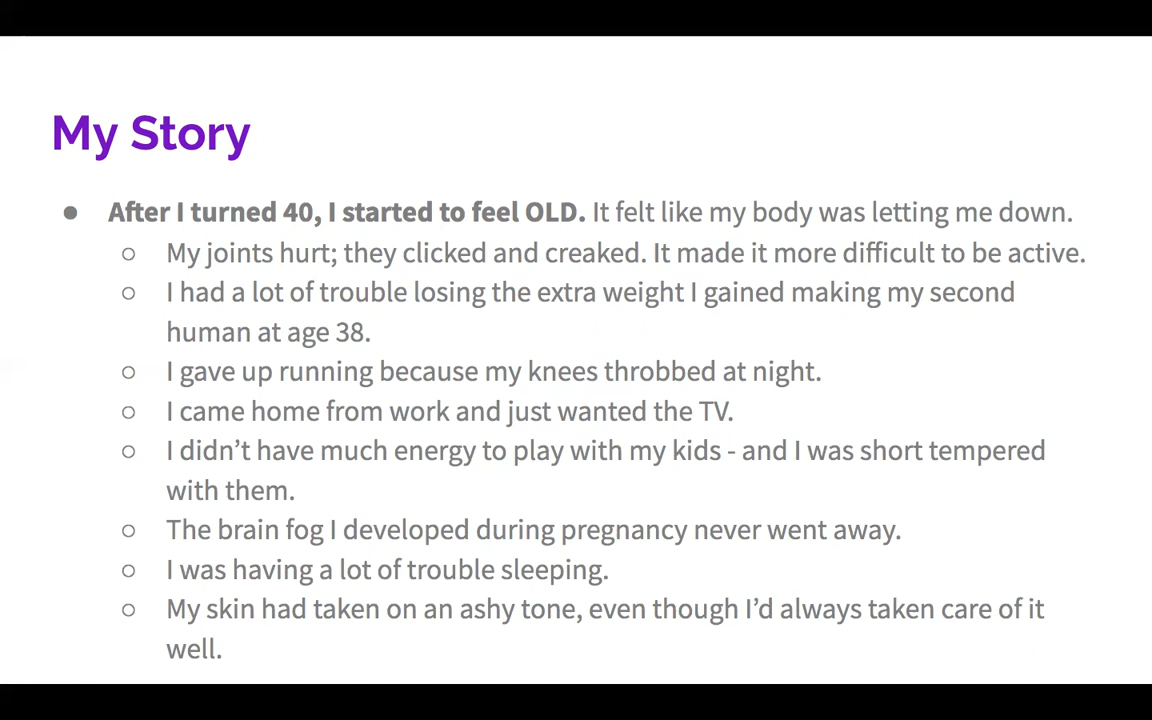 My Story
● After I turned 40, I started to feel OLD. It felt like my body was letting me down.
○ My joints hurt; they clicked and creaked. It made it more difficult to be active.
○ I had a lot of trouble losing the extra weight I gained making my second
human at age 38.
○ I gave up running because my knees throbbed at night.
○ I came home from work and just wanted the TV.
○ I didn’t have much energy to play with my kids - and I was short tempered
with them.
○ The brain fog I developed during pregnancy never went away.
○ I was having a lot of trouble sleeping.
○ My skin had taken on an ashy tone, even though I’d always taken care of it
well.